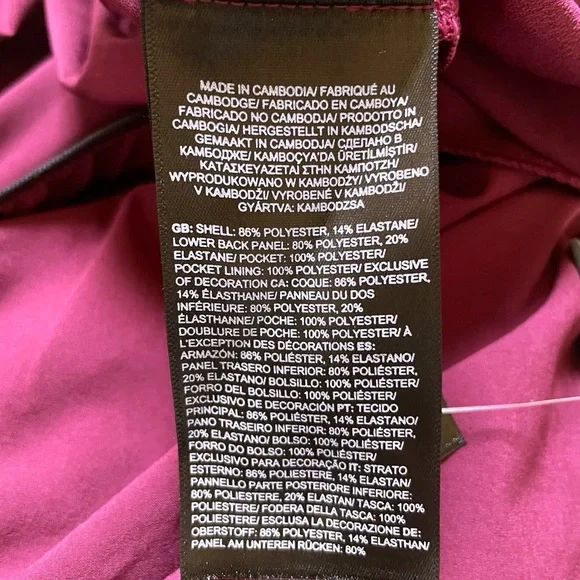 MADE IN CAMBODIA/ FABRIQUÉ AU
CAMBODGE/ FABRICADO EN CAMBOYA/
FABRICADO NO CAMBODJA/ PRODOTTO IN
CAMBOGIA/ HERGESTELLT IN KAMBODSCHA/
GEMAAKT IN CAMBODJA/ СДЕЛАНО В
КАМБОДЖЕ/ KAMBOÇYA'DA ÜRETİLMİŞTİR/
ΚΑΤΑΣΚΕΥΑΖΕΤΑΙ ΣΤΗΝ ΚΑΜΠΟΤΖΗ/
WYPRODUKOWANO W KAMBODŻY/ VYROBENO
V KAMBODŽI/ VYROBENÉ V KAMBODŽI/
GYÁRTVA: KAMBODZSA
GB: SHELL: 86% POLYESTER, 14% ELASTANE/
LOWER BACK PANEL: 80% POLYESTER, 20%
ELASTANE/ POCKET: 100% POLYESTER/
POCKET LINING: 100% POLYESTER/ EXCLUSIVE
OF DECORATION CA: COQUE: 86% POLYESTER,
14% ÉLASTHANNE/ PANNEAU DU DOS
INFÉRIEURE: 80% POLYESTER, 20%
ÉLASTHANNE/ POCHE: 100% POLYESTER/
DOUBLURE DE POCHE: 100% POLYESTER/ À
L'EXCEPTION DES DÉCORATIONS ES:
ARMAZÓN: 86% POLIÉSTER, 14% ELASTANO/
PANEL TRASERO INFERIOR: 80% POLIÉSTER,
20% ELASTANO/ BOLSILLO: 100% POLIÉSTER/
FORRO DEL BOLSILLO: 100% POLIÉSTER/
EXCLUSIVO DE DECORACIÓN PT: TECIDO
PRINCIPAL: 86% POLIÉSTER, 14% ELASTANO/
PANO TRASEIRO INFERIOR: 80% POLIÉSTER,
20% ELASTANO/ BOLSO: 100% POLIÉSTER/
FORRO DO BOLSO: 100% POLIÉSTER/
EXCLUSIVO PARA DECORAÇÃO IT: STRATO
ESTERNO: 86% POLIESTERE, 14% ELASTAN/
PANNELLO PARTE POSTERIORE INFERIORE:
80% POLIESTERE, 20% ELASTAN/ TASCA: 100%
POLIESTERE/ FODERA DELLA TASCA: 100%
POLIESTERE/ ESCLUSA LA DECORAZIONE DE:
OBERSTOFF: 86% POLYESTER, 14% ELASTHAN/
PANEL AM UNTEREN RÜCKEN: 80%